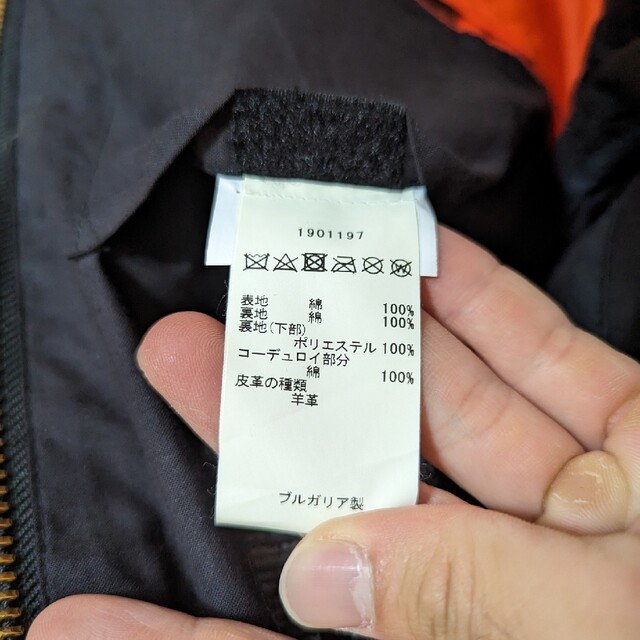 1901197
表地 綿 100%
裏地 綿 100%
裏地(下部)
ポリエステル 100%
コーデュロイ部分
綿 100%
皮革の種類
羊革
ブルガリア製